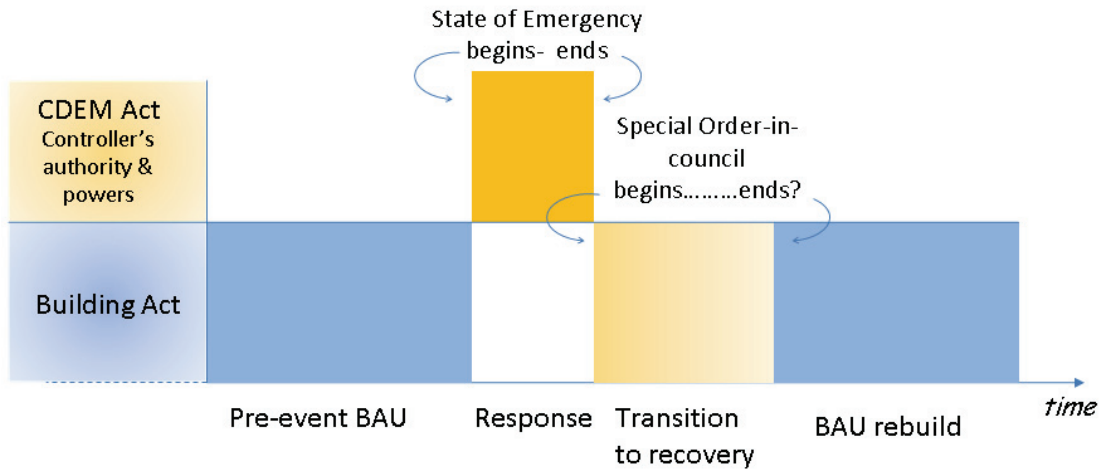 State of Emergency
begins- ends
CDEM Act
Controller's
authority &
powers
Special Order-in-
council
begins.........ends?
Building Act
time
Pre-event BAU
Response
Transition
to recovery
BAU rebuild